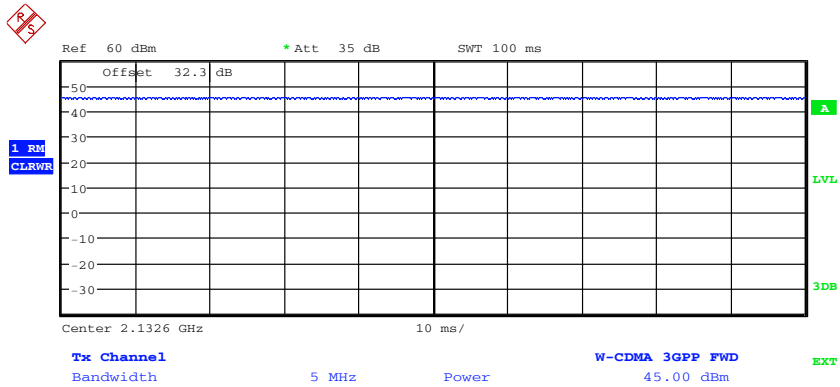 R S
Ref 60 dBm * Att 35 dB SWT 100 ms
Offset 32.3 dB
50
A
40
30
1 RM
CLRWR
20
LVL
10
0
-10
-20
3DB
-30
Center 2.1326 GHz 10 ms/
Tx Channel W-CDMA 3GPP FWD
EXT
Bandwidth 5 MHz Power 45.00 dBm